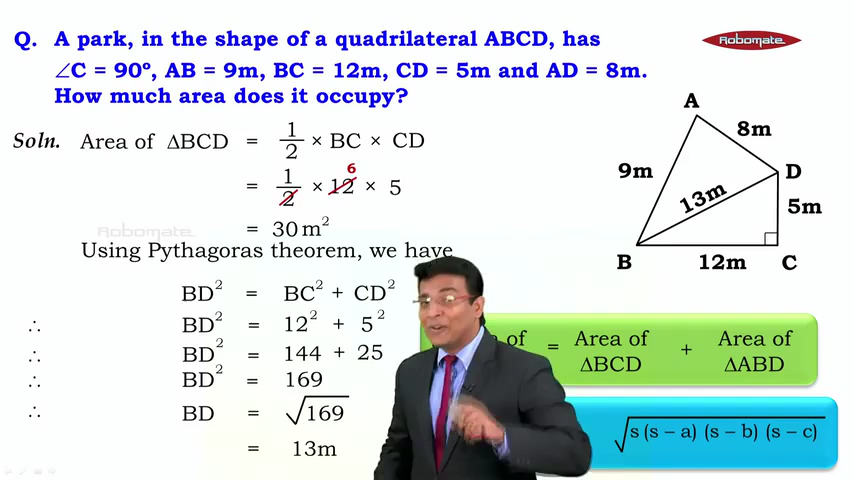 Q. A park, in the shape of a quadrilateral ABCD, has
∠C = 90º, AB = 9m, BC = 12m, CD = 5m and AD = 8m.
How much area does it occupy?
Robomate
Soln. Area of ΔBCD = 1/2 × BC × CD
= 1/2 × 12 6 × 5
= 30 m²
Robomate
Using Pythagoras theorem, we have
BD² = BC² + CD²
∴ BD² = 12² + 5²
∴ BD² = 144 + 25
∴ BD² = 169
∴ BD = √169
= 13m
A
8m
9m
D
13m
5m
B
12m
C
of = Area of + Area of
ΔBCD ΔABD
√s (s – a) (s – b) (s – c)